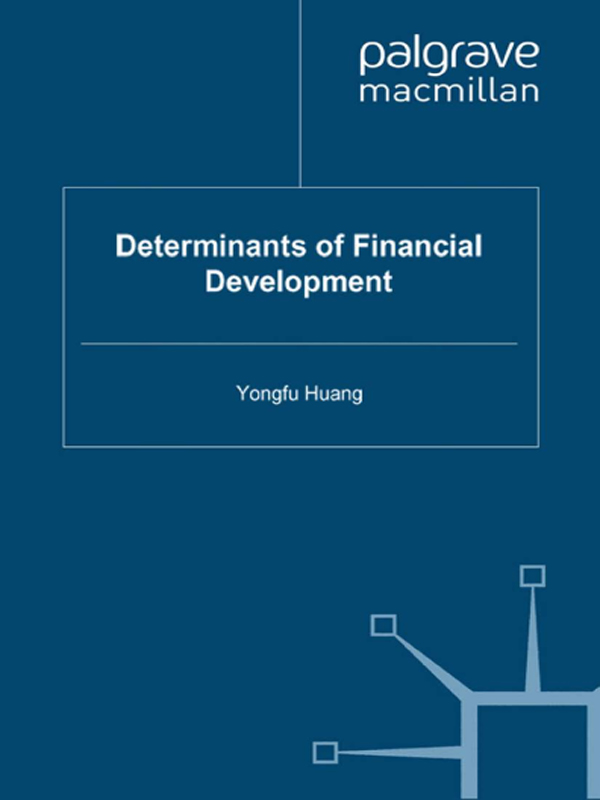 palgrave
macmillan
Determinants of Financial
Development
Yongfu Huang